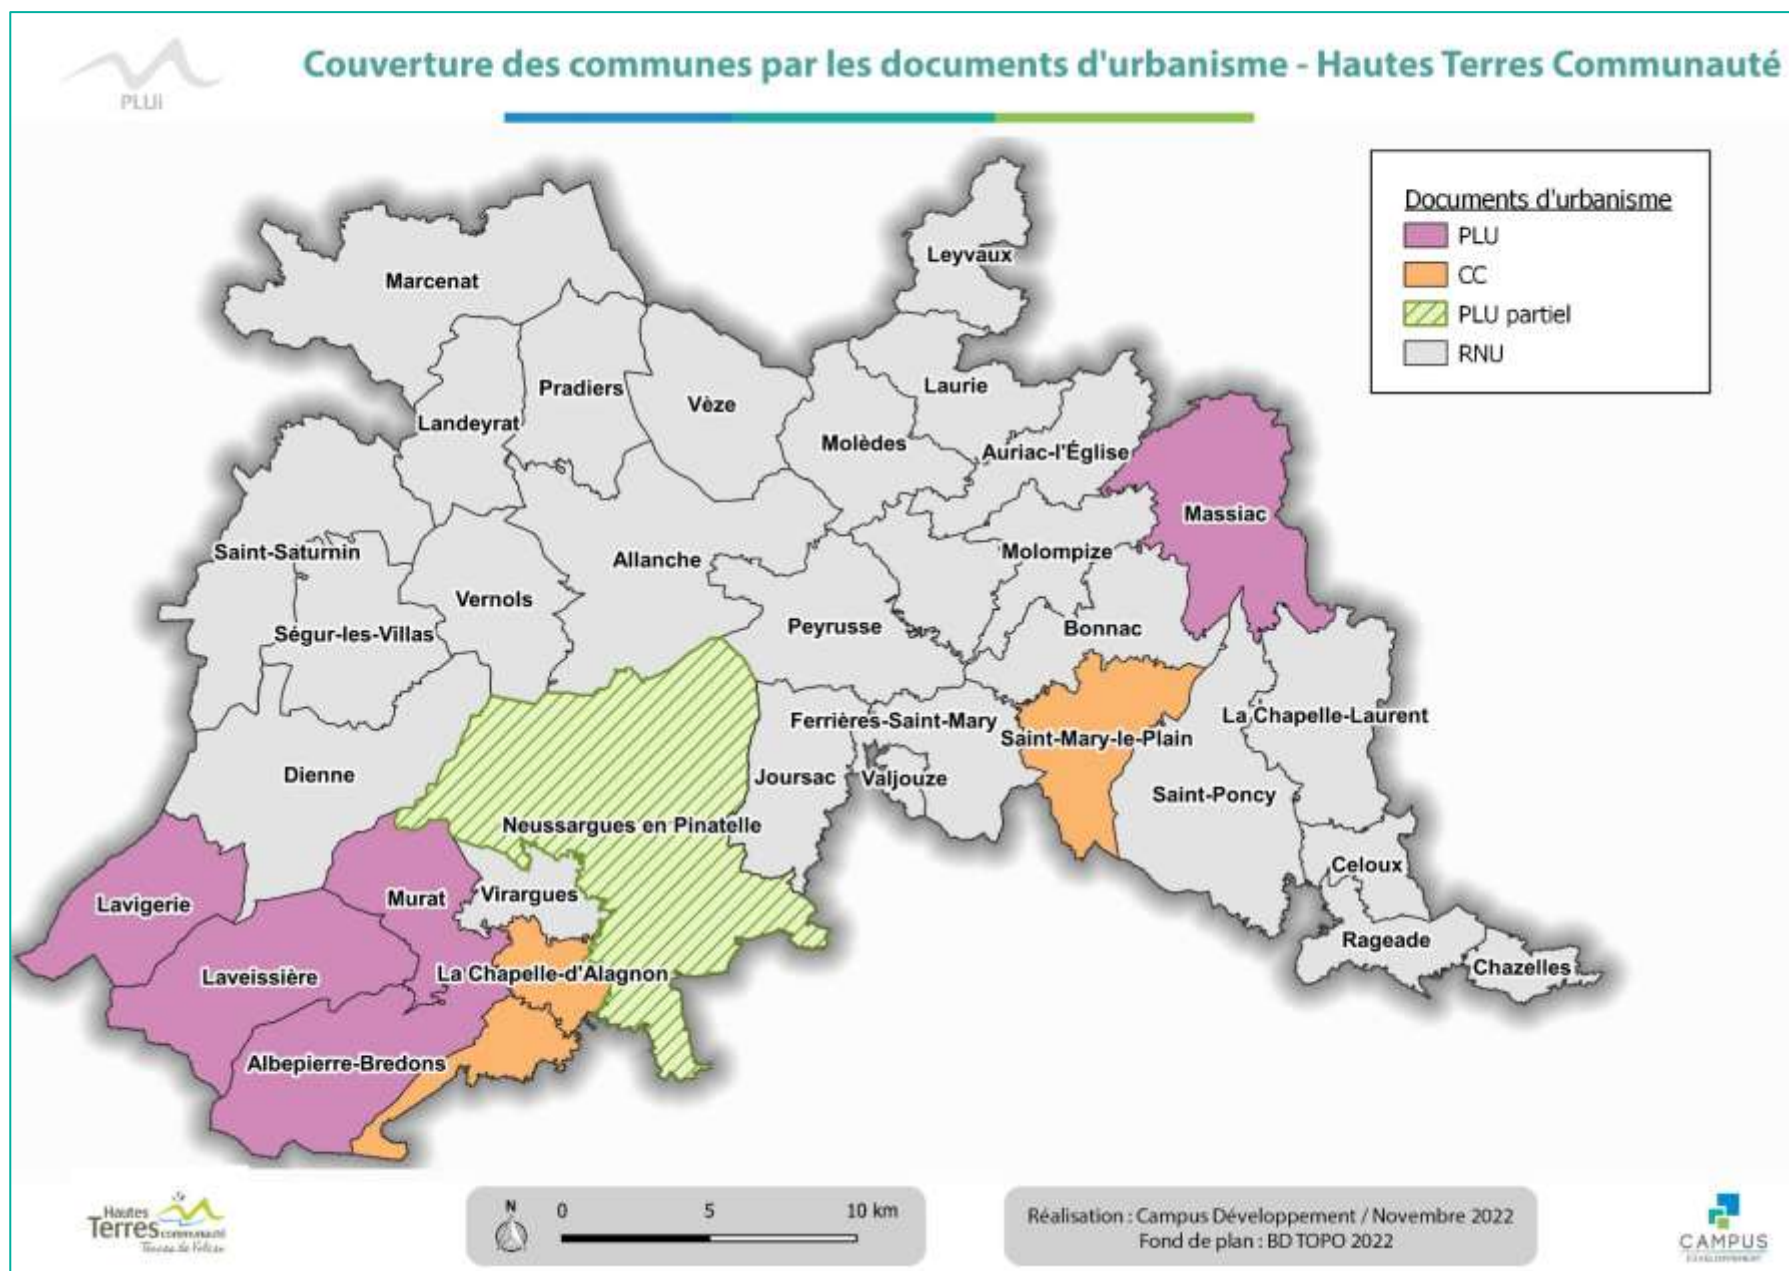 PLUi
Couverture des communes par les documents d'urbanisme - Hautes Terres Communauté
Documents d'urbanisme
PLU
CC
PLU partiel
RNU
Leyvaux
Marcenat
Pradiers
Laurie
Vèze
Landeyrat
Molèdes
Auriac-l'Église
Massiac
Saint-Saturnin
Allanche
Molompize
Vernols
Peyrusse
Bonnac
Ségur-les-Villas
La Chapelle-Laurent
Ferrières-Saint-Mary
Saint-Mary-le-Plain
Dienne
Joursac
Valjouze
Saint-Poncy
Neussargues en Pinatelle
Celoux
Virargues
Murat
Lavigerie
Rageade
Chazelles
La Chapelle-d'Alagnon
Laveissière
Albepierre-Bredons
Hautes
Terres communauté
N
0 5 10 km
Réalisation : Campus Développement / Novembre 2022
Fond de plan : BD TOPO 2022
CAMPUS
DÉVELOPPEMENT